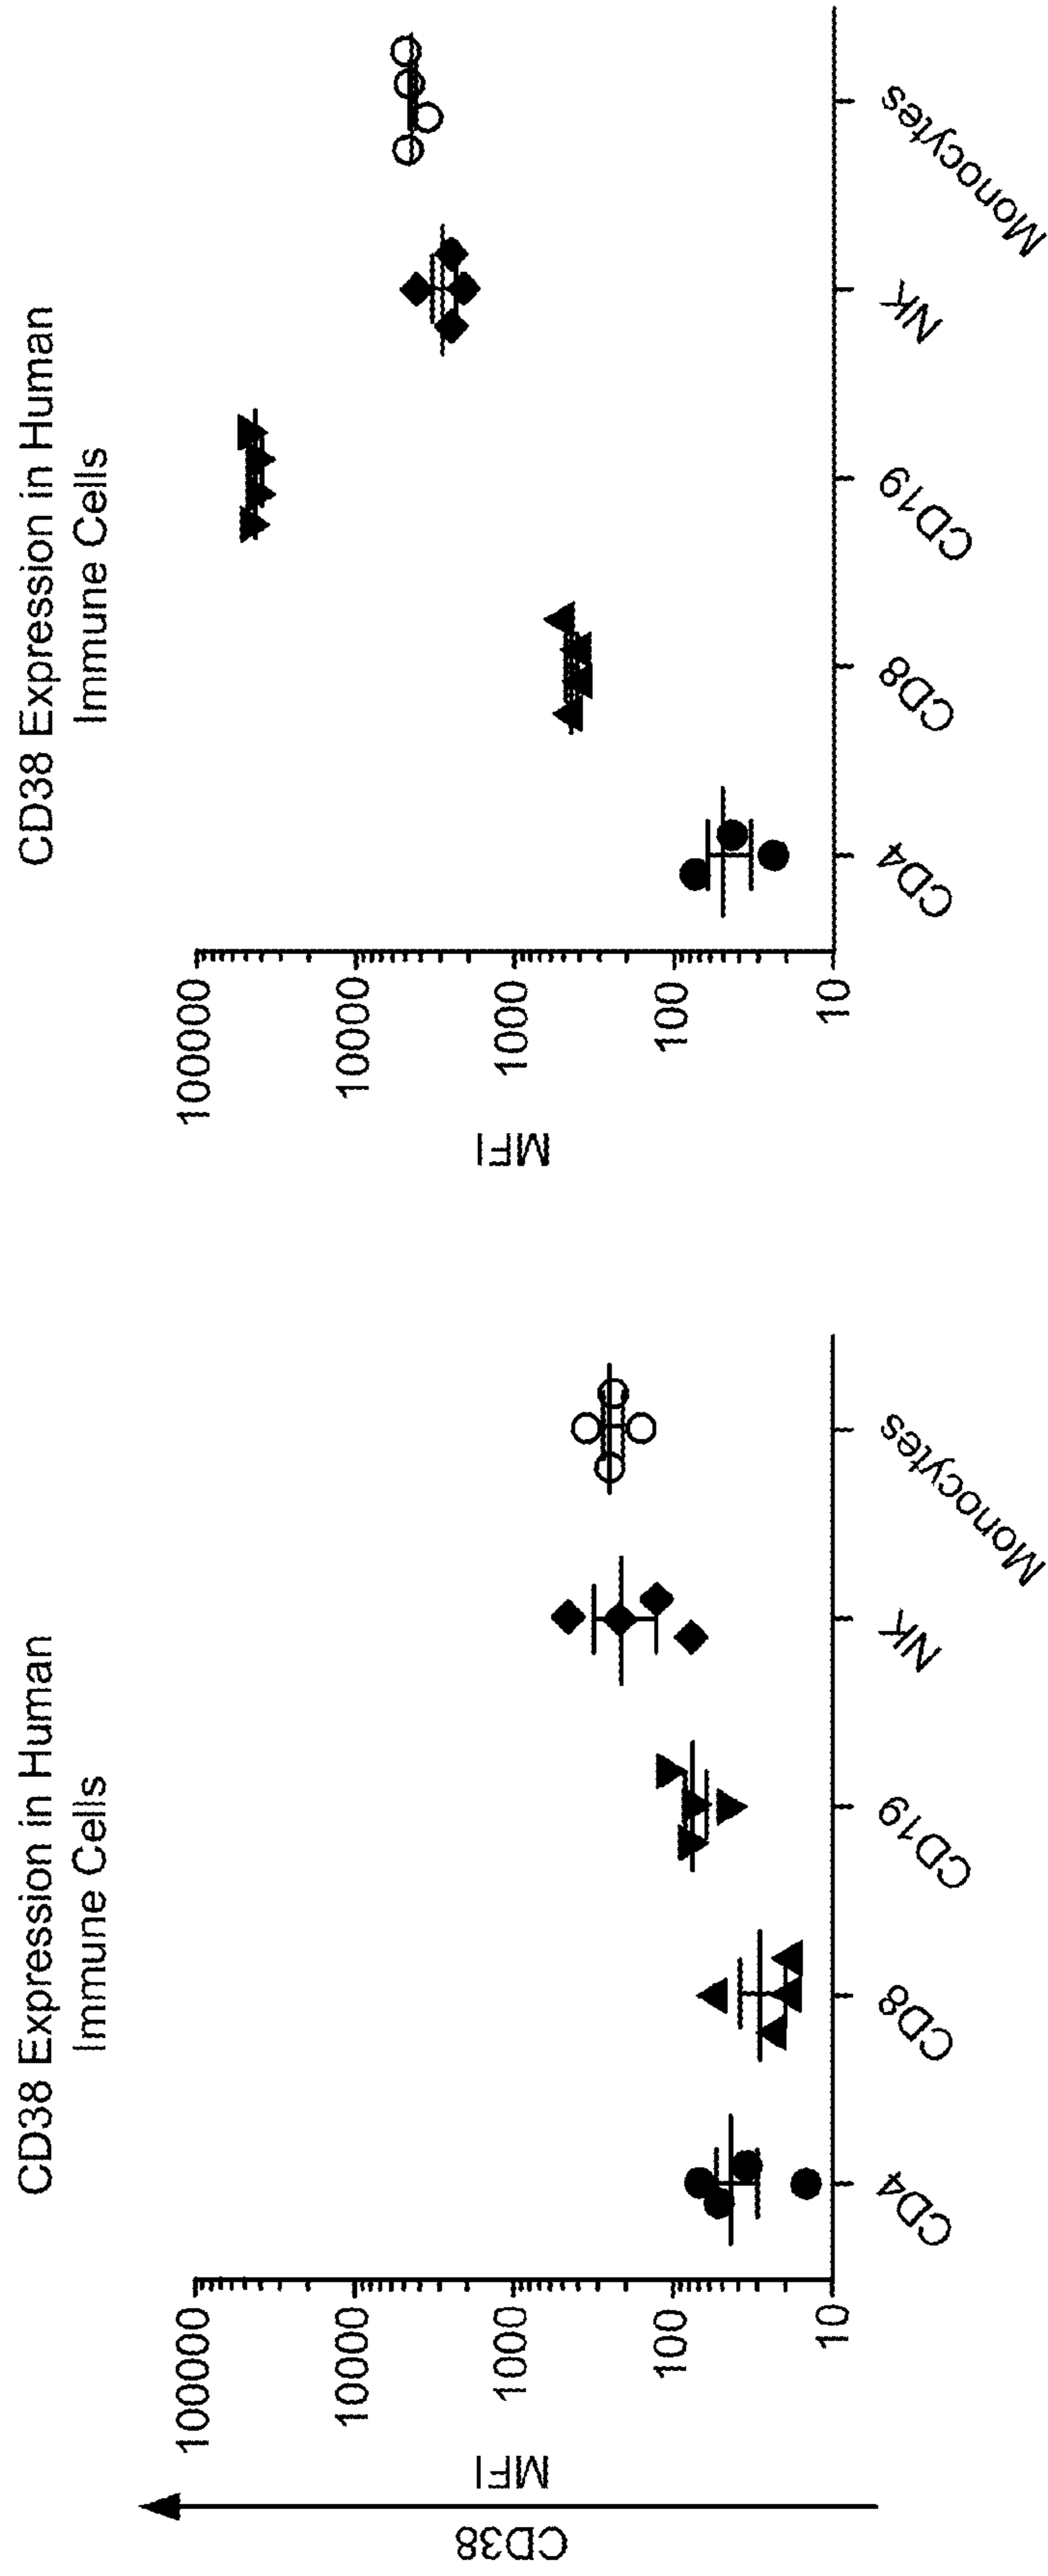 CD38 Expression in Human
Immune Cells
CD38
MFI
100000
10000
1000
100
10
CD4
CD8
CD19
NK
Monocytes
CD38 Expression in Human
Immune Cells
MFI
100000
10000
1000
100
10
CD4
CD8
CD19
NK
Monocytes